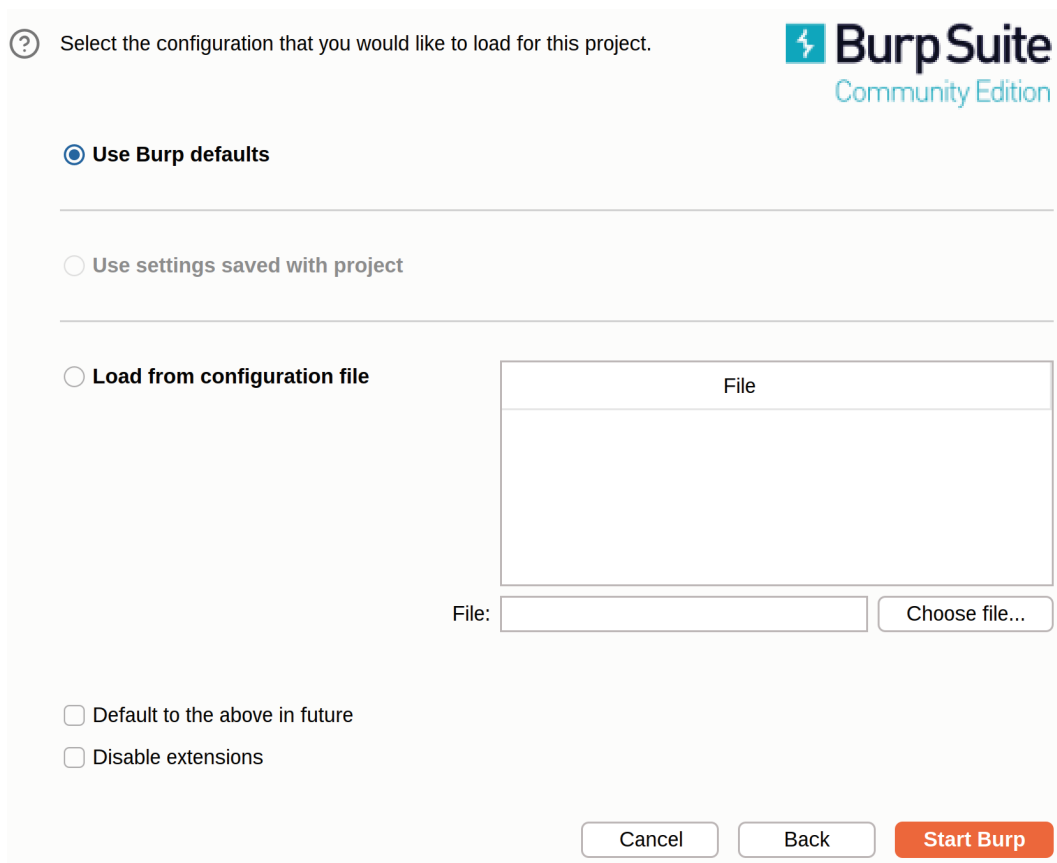 Select the configuration that you would like to load for this project.
Burp Suite
Community Edition
Use Burp defaults
Use settings saved with project
Load from configuration file
File
File:
Choose file...
Default to the above in future
Disable extensions
Cancel
Back
Start Burp